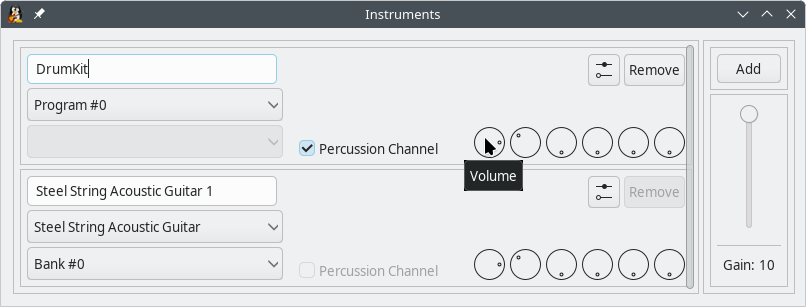 Instruments
DrumKit
Remove
Add
Program #0
Percussion Channel
Volume
Steel String Acoustic Guitar 1
Remove
Steel String Acoustic Guitar
Bank #0
Percussion Channel
Gain: 10